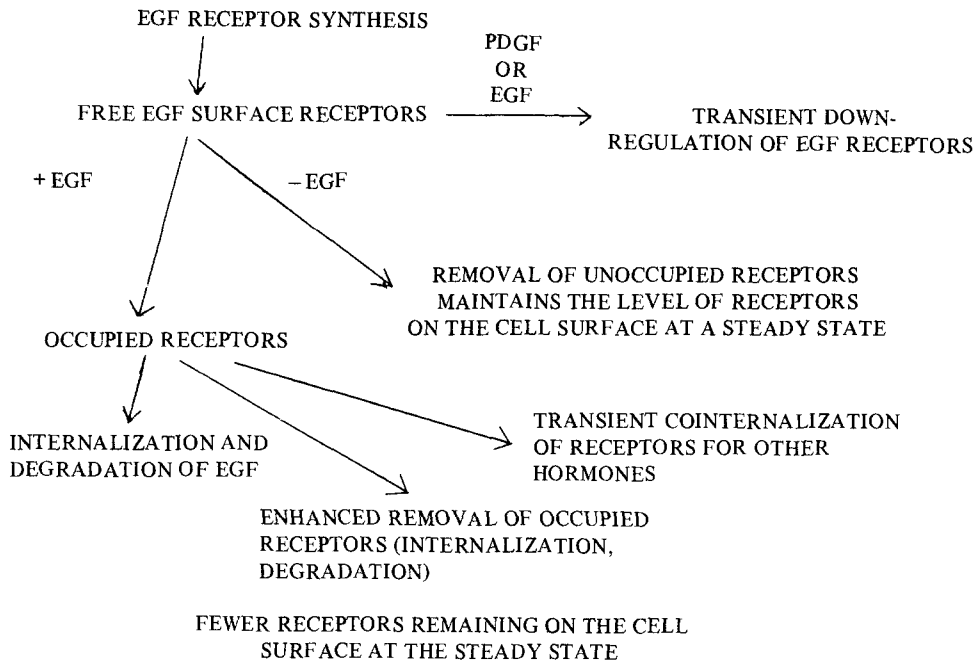 EGF RECEPTOR SYNTHESIS
PDGF
OR
EGF
FREE EGF SURFACE RECEPTORS
TRANSIENT DOWN-
REGULATION OF EGF RECEPTORS
+ EGF
– EGF
REMOVAL OF UNOCCUPIED RECEPTORS
MAINTAINS THE LEVEL OF RECEPTORS
ON THE CELL SURFACE AT A STEADY STATE
OCCUPIED RECEPTORS
INTERNALIZATION AND
DEGRADATION OF EGF
TRANSIENT COINTERNALIZATION
OF RECEPTORS FOR OTHER
HORMONES
ENHANCED REMOVAL OF OCCUPIED
RECEPTORS (INTERNALIZATION,
DEGRADATION)
FEWER RECEPTORS REMAINING ON THE CELL
SURFACE AT THE STEADY STATE